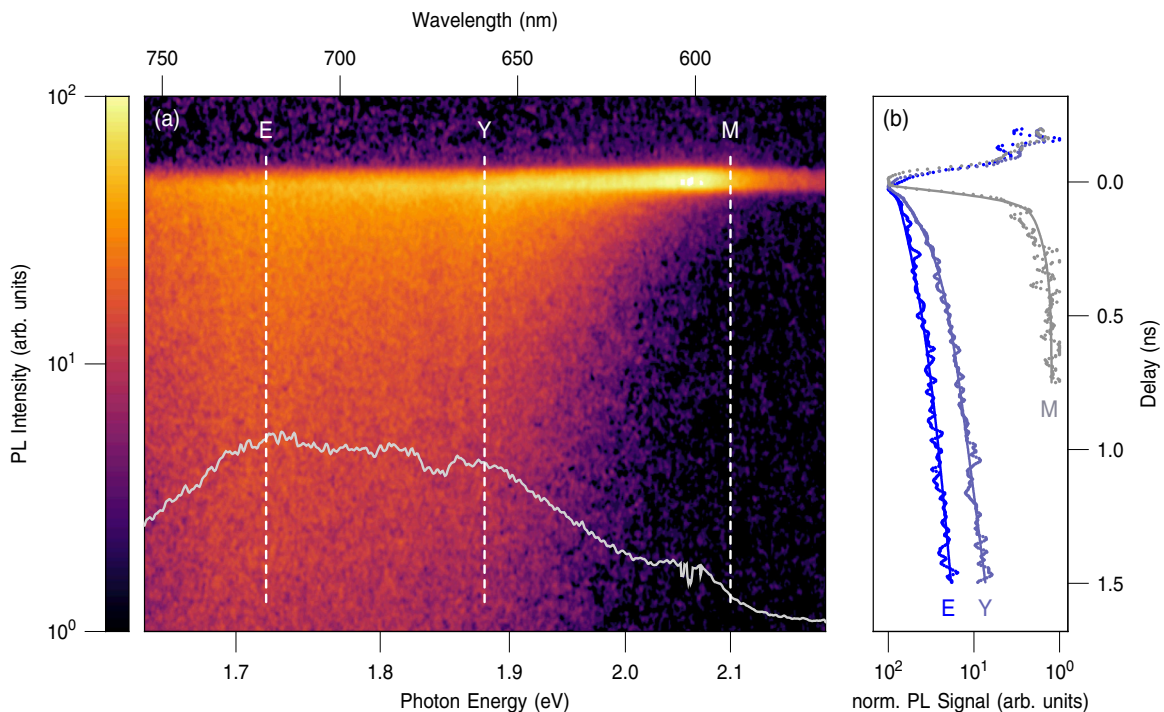 Wavelength (nm)
750 700 650 600
10² (a) E Y M (b)
0.0
PL Intensity (arb. units)
10¹
0.5
Delay (ns)
M
1.0
1.5
E Y
10⁰
1.7 1.8 1.9 2.0 2.1 10² 10¹ 10⁰
Photon Energy (eV) norm. PL Signal (arb. units)